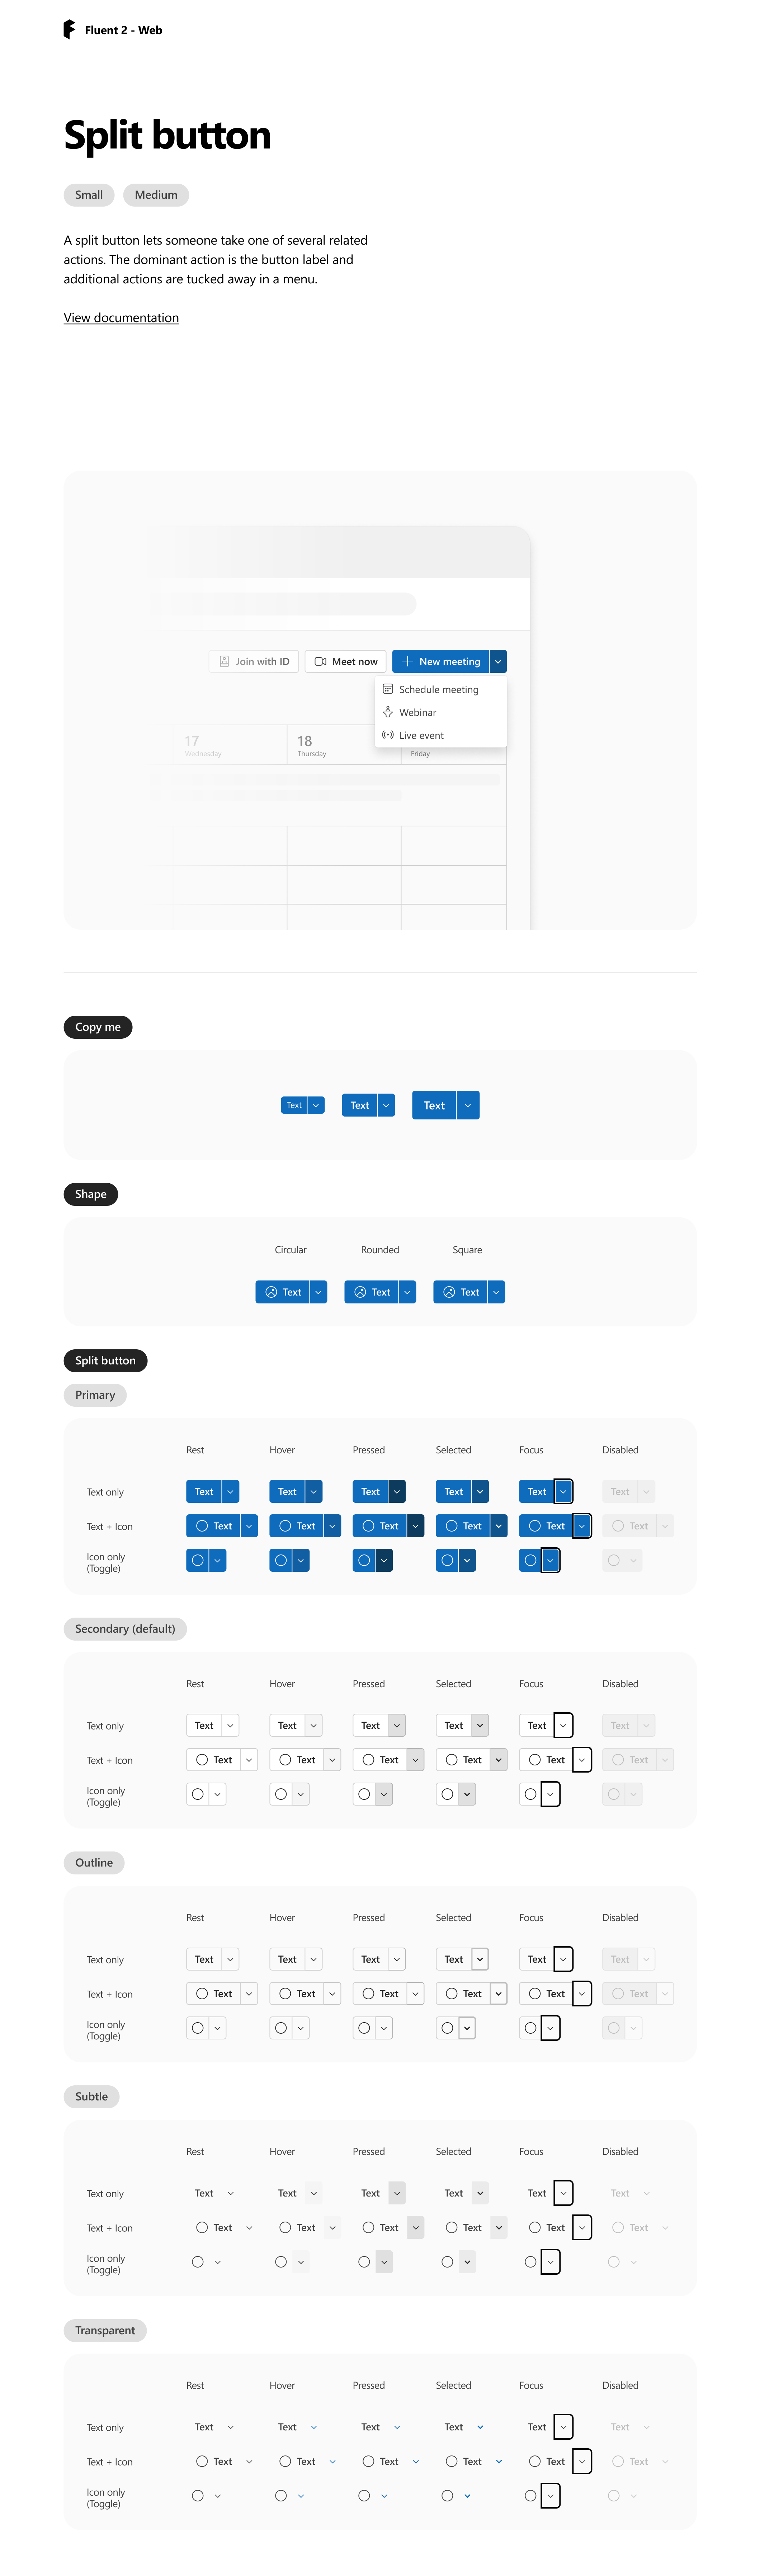 Fluent 2 - Web
Split button
Small Medium
A split button lets someone take one of several related
actions. The dominant action is the button label and
additional actions are tucked away in a menu.
View documentation
Join with ID Meet now New meeting
Schedule meeting
Webinar
Live event
17 18
Wednesday Thursday Friday
Copy me
Text Text Text
Shape
Circular Rounded Square
Text Text Text
Split button
Primary
Rest Hover Pressed Selected Focus Disabled
Text only Text Text Text Text Text Text
Text + Icon Text Text Text Text Text Text
Icon only
(Toggle)
Secondary (default)
Rest Hover Pressed Selected Focus Disabled
Text only Text Text Text Text Text Text
Text + Icon Text Text Text Text Text Text
Icon only
(Toggle)
Outline
Rest Hover Pressed Selected Focus Disabled
Text only Text Text Text Text Text Text
Text + Icon Text Text Text Text Text Text
Icon only
(Toggle)
Subtle
Rest Hover Pressed Selected Focus Disabled
Text only Text Text Text Text Text Text
Text + Icon Text Text Text Text Text Text
Icon only
(Toggle)
Transparent
Rest Hover Pressed Selected Focus Disabled
Text only Text Text Text Text Text Text
Text + Icon Text Text Text Text Text Text
Icon only
(Toggle)